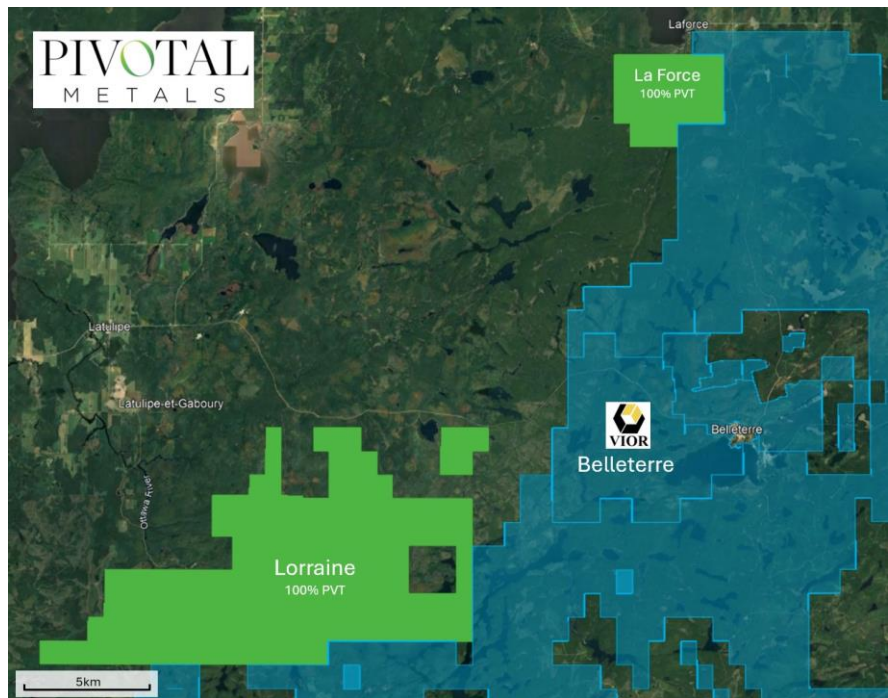 PIVOTAL
METALS
Laforce
La Force
100% PVT
Latulipe
Latulipe-et-Gaboury
VIOR
Belleterre
Belleterre
Ottawa River
Lorraine
100% PVT
5km